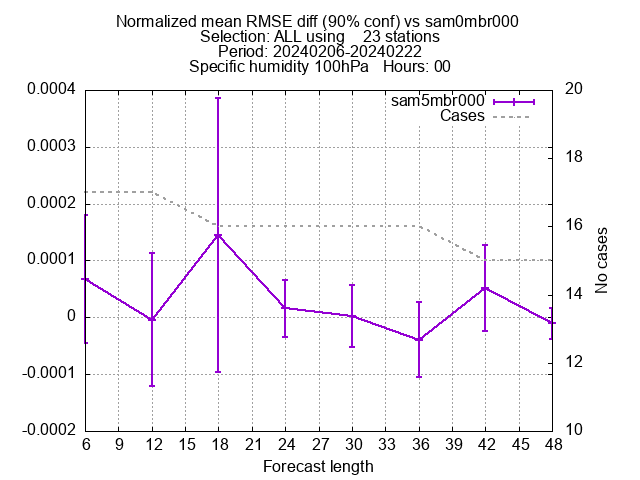 Normalized mean RMSE diff (90% conf) vs sam0mbr000
Selection: ALL using 23 stations
Period: 20240206-20240222
Specific humidity 100hPa Hours: 00
sam5mbr000
Cases
0.0004
0.0003
0.0002
0.0001
0
-0.0001
-0.0002
20
18
16
14
12
10
No cases
6 9 12 15 18 21 24 27 30 33 36 39 42 45 48
Forecast length